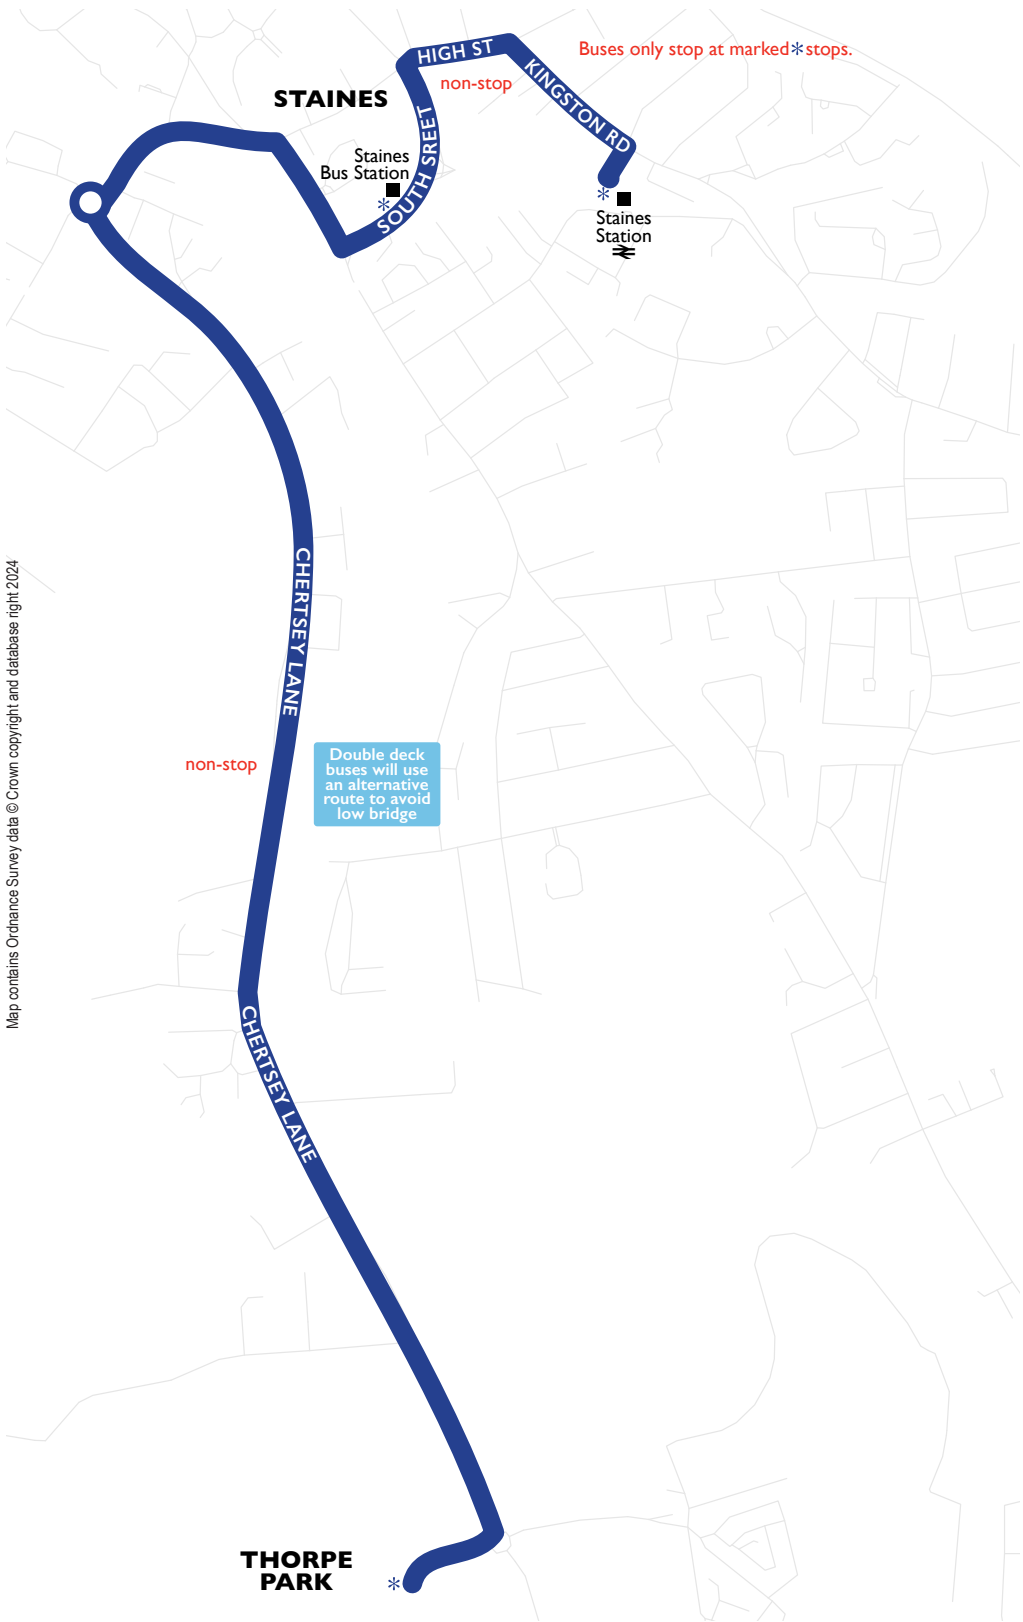 HIGH ST
Buses only stop at marked*stops.
non-stop
KINGSTON RD
STAINES
SOUTH SREET
Staines
Bus Station
*
*
Staines
Station
CHERTSEY LANE
Map contains Ordnance Survey data © Crown copyright and database right 2024
non-stop
Double deck
buses will use
an alternative
route to avoid
low bridge
CHERTSEY LANE
THORPE
PARK
*